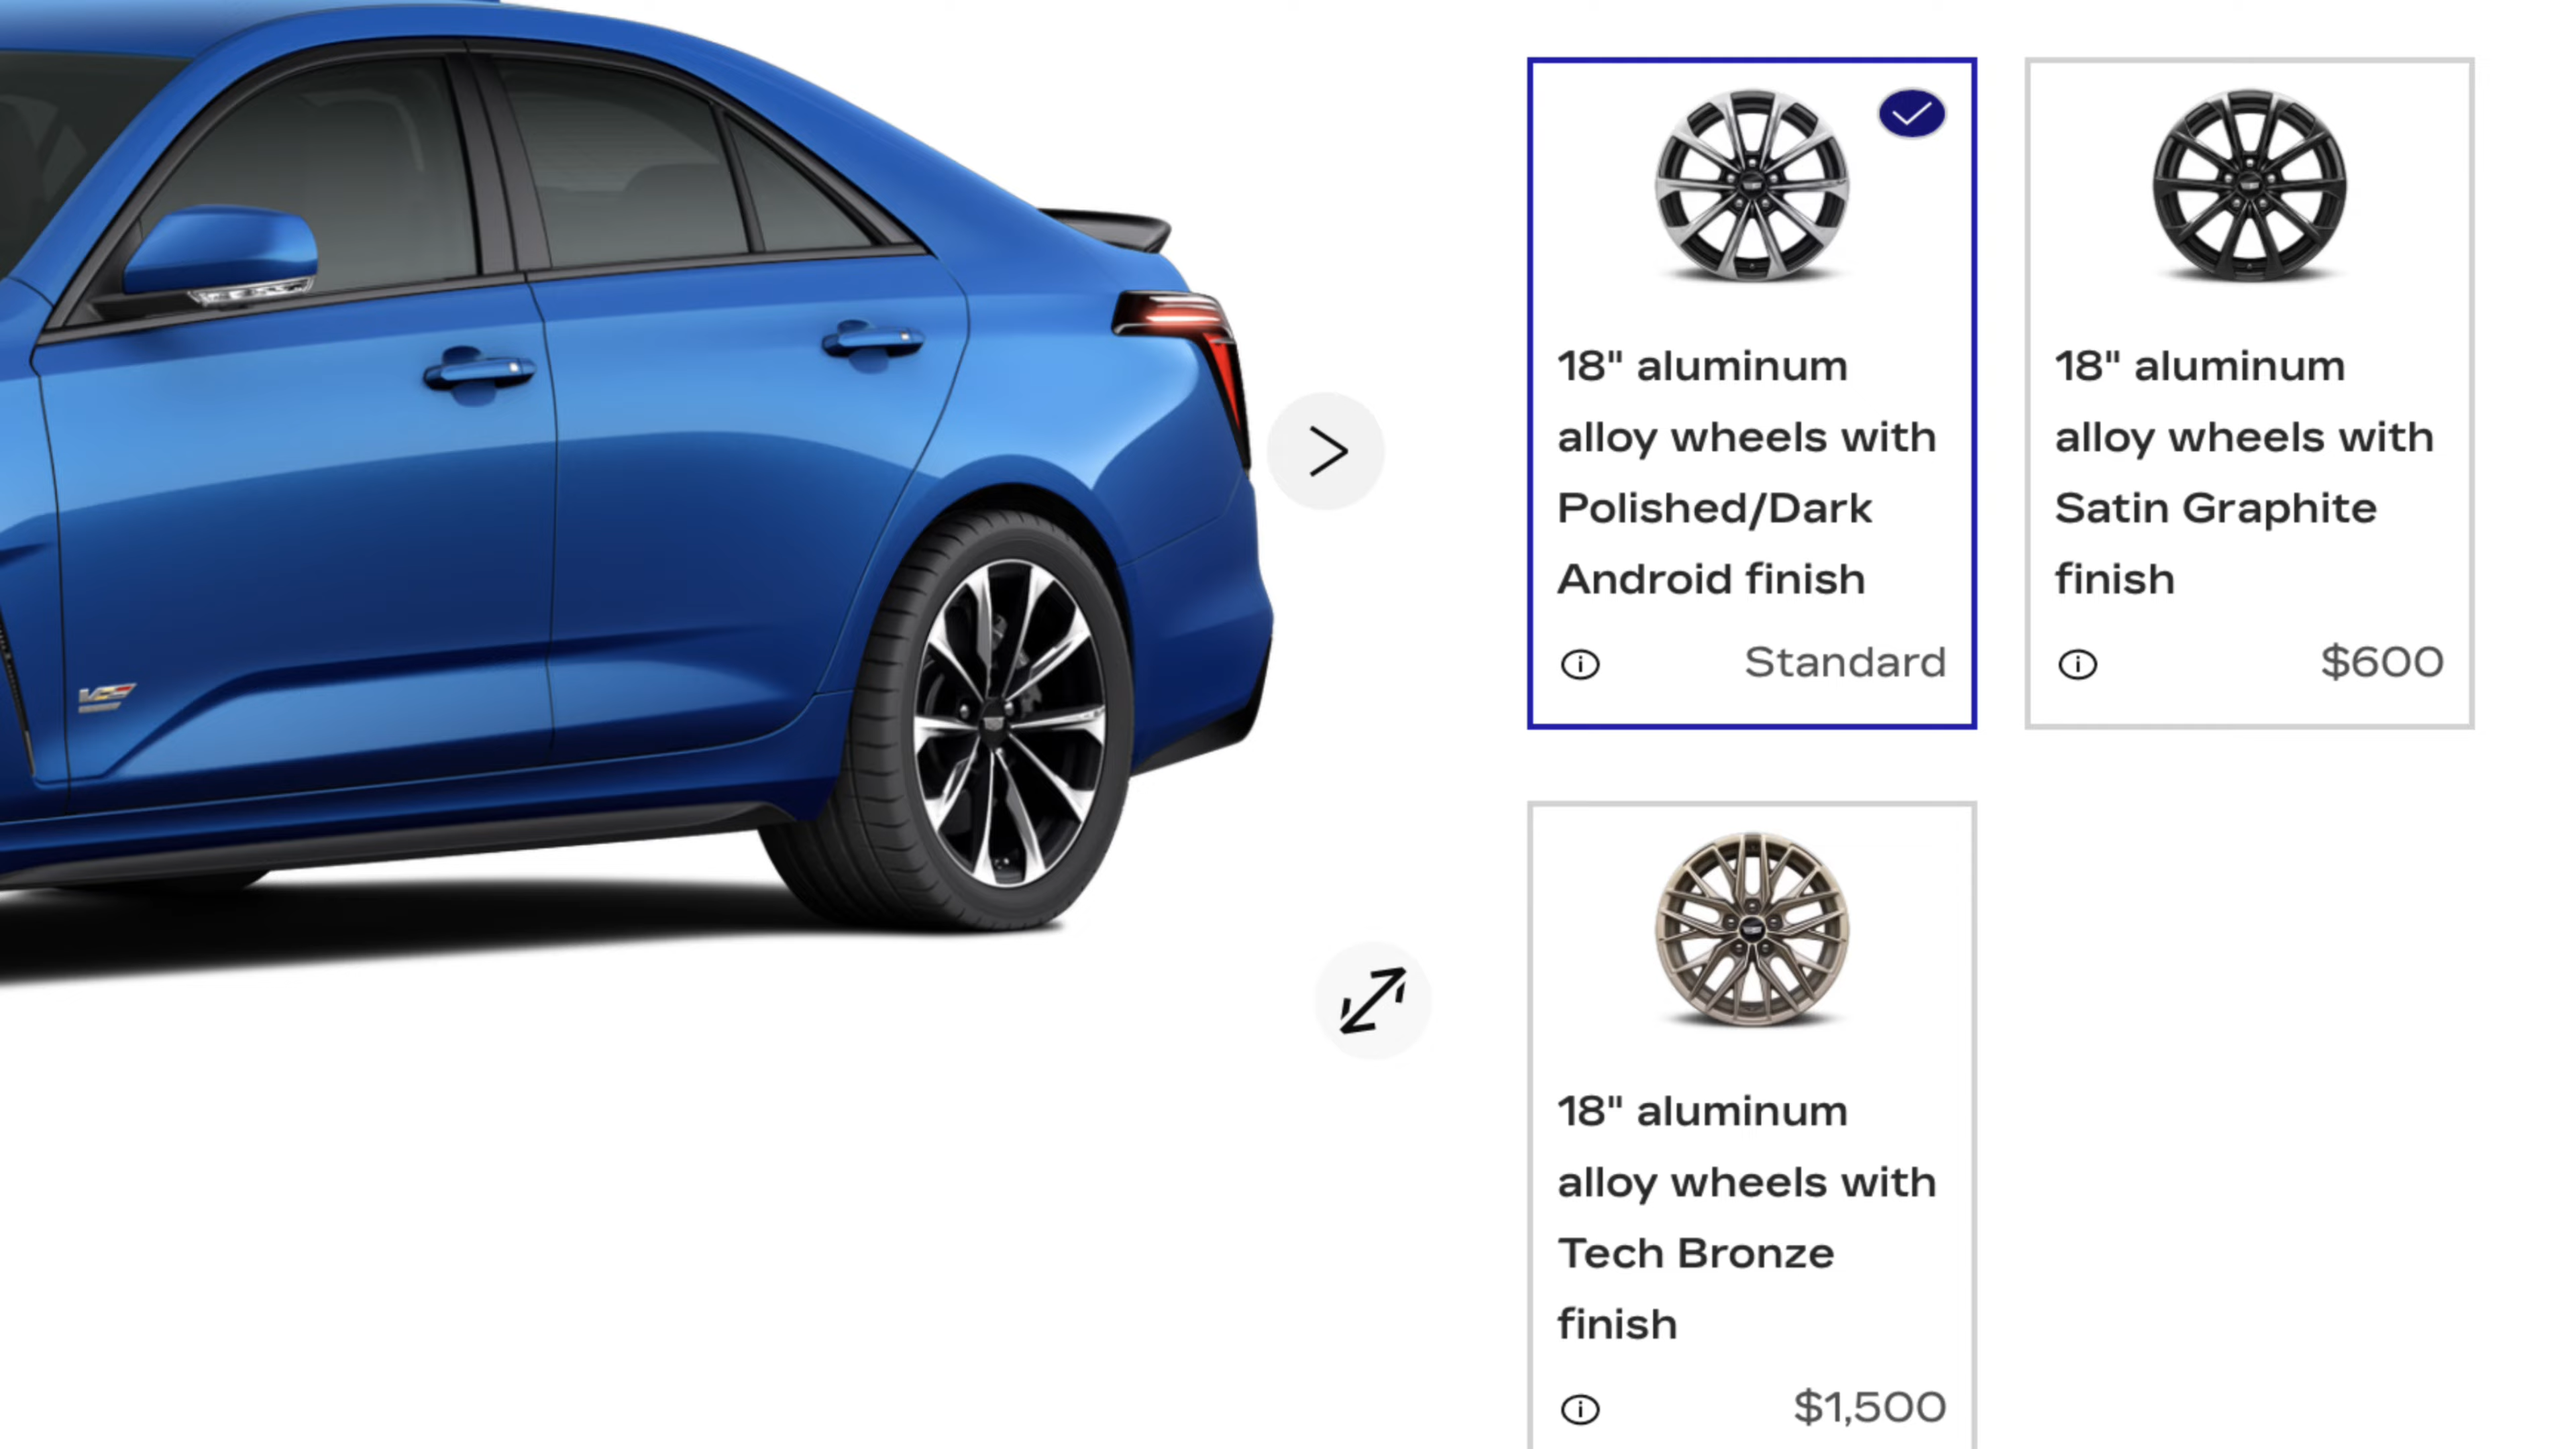 18" aluminum
alloy wheels with
Polished/Dark
Android finish
Standard
18" aluminum
alloy wheels with
Satin Graphite
finish
$600
18" aluminum
alloy wheels with
Tech Bronze
finish
$1,500